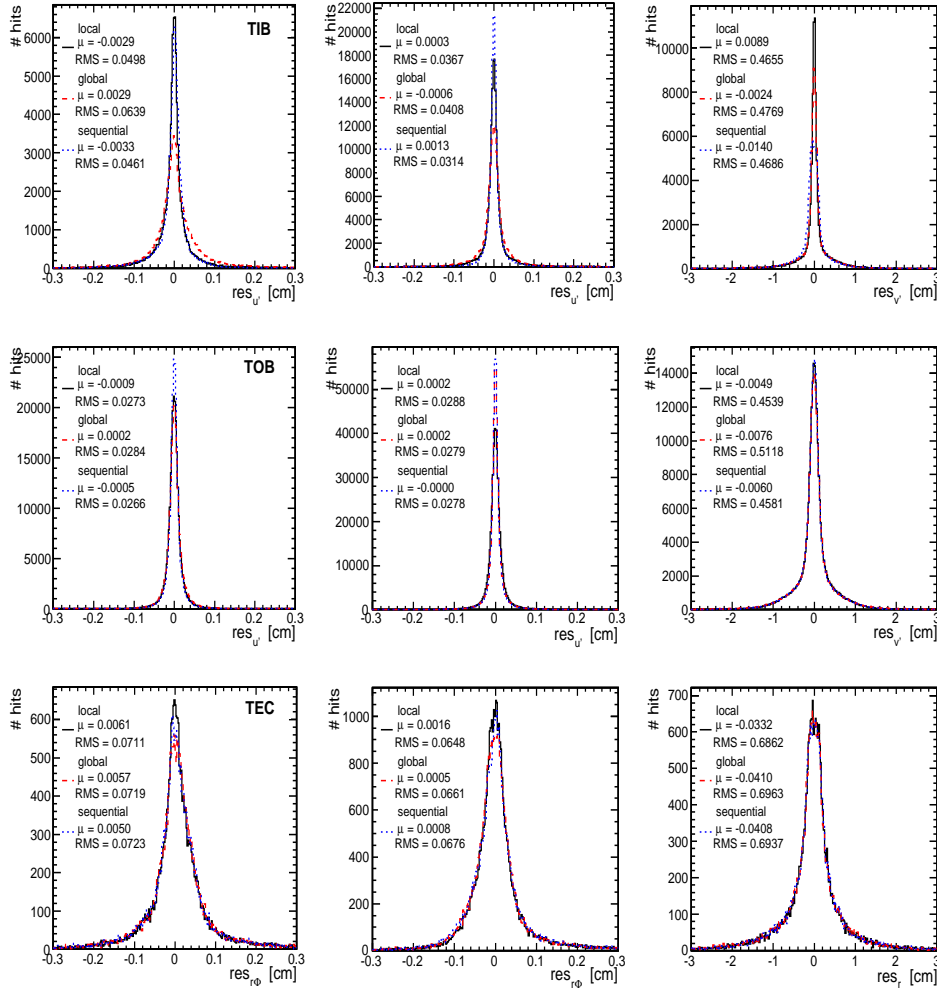 # hits
TIB
local
μ = -0.0029
RMS = 0.0498
global
μ = 0.0029
RMS = 0.0639
sequential
μ = -0.0033
RMS = 0.0461
6000
5000
4000
3000
2000
1000
0
-0.3 -0.2 -0.1 0 0.1 0.2 0.3
res_u' [cm]
# hits
local
μ = 0.0003
RMS = 0.0367
global
μ = -0.0006
RMS = 0.0408
sequential
μ = 0.0013
RMS = 0.0314
22000
20000
18000
16000
14000
12000
10000
8000
6000
4000
2000
0
-0.3 -0.2 -0.1 0 0.1 0.2 0.3
res_u' [cm]
# hits
local
μ = 0.0089
RMS = 0.4655
global
μ = -0.0024
RMS = 0.4769
sequential
μ = -0.0140
RMS = 0.4686
10000
8000
6000
4000
2000
0
-3 -2 -1 0 1 2 3
res_v' [cm]
# hits
TOB
local
μ = -0.0009
RMS = 0.0273
global
μ = 0.0002
RMS = 0.0284
sequential
μ = -0.0005
RMS = 0.0266
25000
20000
15000
10000
5000
0
-0.3 -0.2 -0.1 0 0.1 0.2 0.3
res_u' [cm]
# hits
local
μ = 0.0002
RMS = 0.0288
global
μ = 0.0002
RMS = 0.0279
sequential
μ = -0.0000
RMS = 0.0278
50000
40000
30000
20000
10000
0
-0.3 -0.2 -0.1 0 0.1 0.2 0.3
res_u' [cm]
# hits
local
μ = -0.0049
RMS = 0.4539
global
μ = -0.0076
RMS = 0.5118
sequential
μ = -0.0060
RMS = 0.4581
14000
12000
10000
8000
6000
4000
2000
0
-3 -2 -1 0 1 2 3
res_v' [cm]
# hits
TEC
local
μ = 0.0061
RMS = 0.0711
global
μ = 0.0057
RMS = 0.0719
sequential
μ = 0.0050
RMS = 0.0723
600
500
400
300
200
100
0
-0.3 -0.2 -0.1 0 0.1 0.2 0.3
res_rΦ [cm]
# hits
local
μ = 0.0016
RMS = 0.0648
global
μ = 0.0005
RMS = 0.0661
sequential
μ = 0.0008
RMS = 0.0676
1000
800
600
400
200
0
-0.3 -0.2 -0.1 0 0.1 0.2 0.3
res_rΦ [cm]
# hits
local
μ = -0.0332
RMS = 0.6862
global
μ = -0.0410
RMS = 0.6963
sequential
μ = -0.0408
RMS = 0.6937
700
600
500
400
300
200
100
0
-3 -2 -1 0 1 2 3
res_r [cm]